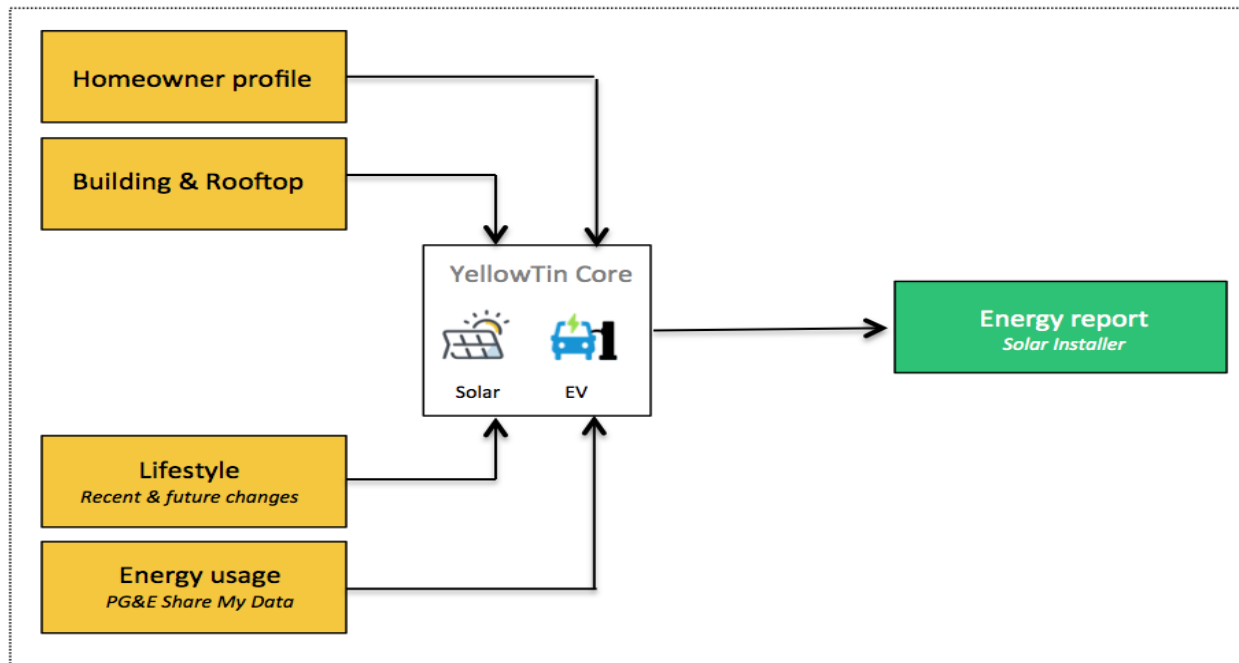 Homeowner profile
Building & Rooftop
YellowTin Core
Solar
EV
Energy report
Solar Installer
Lifestyle
Recent & future changes
Energy usage
PG&E Share My Data